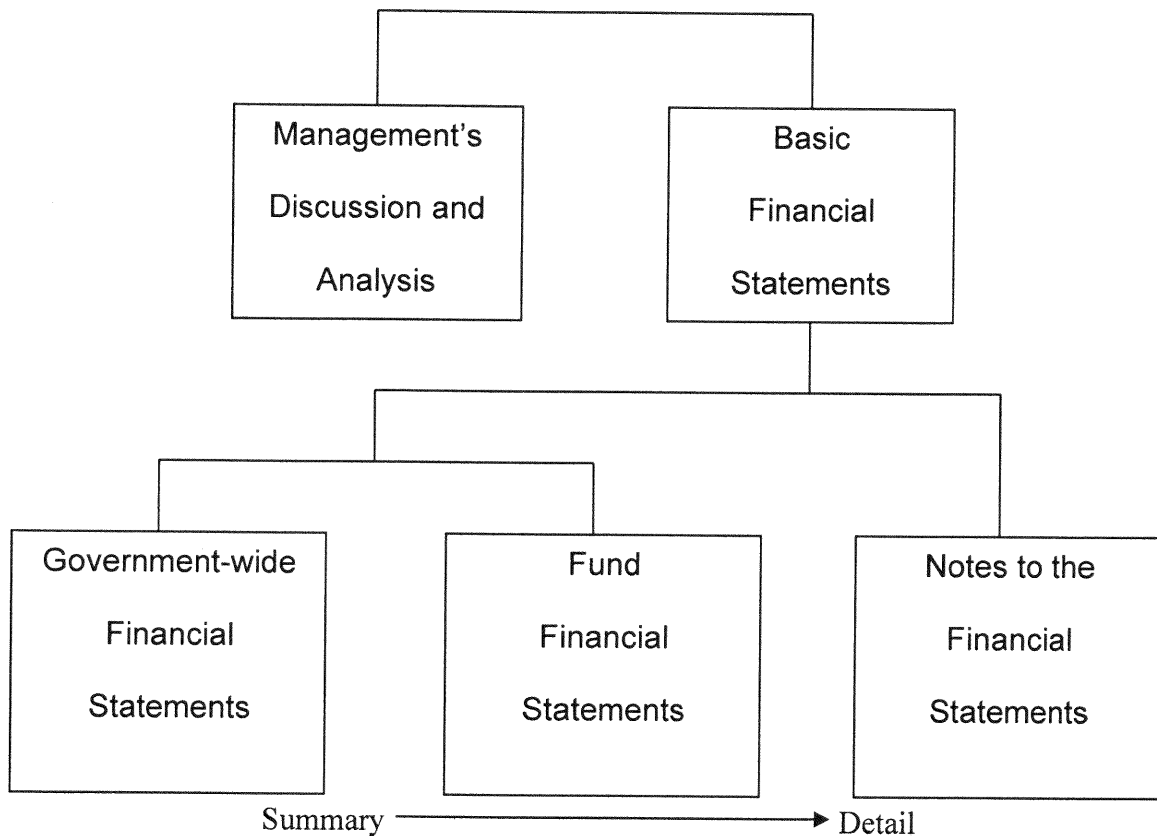 Management's
Discussion and
Analysis
Basic
Financial
Statements
Government-wide
Financial
Statements
Fund
Financial
Statements
Notes to the
Financial
Statements
Summary
Detail